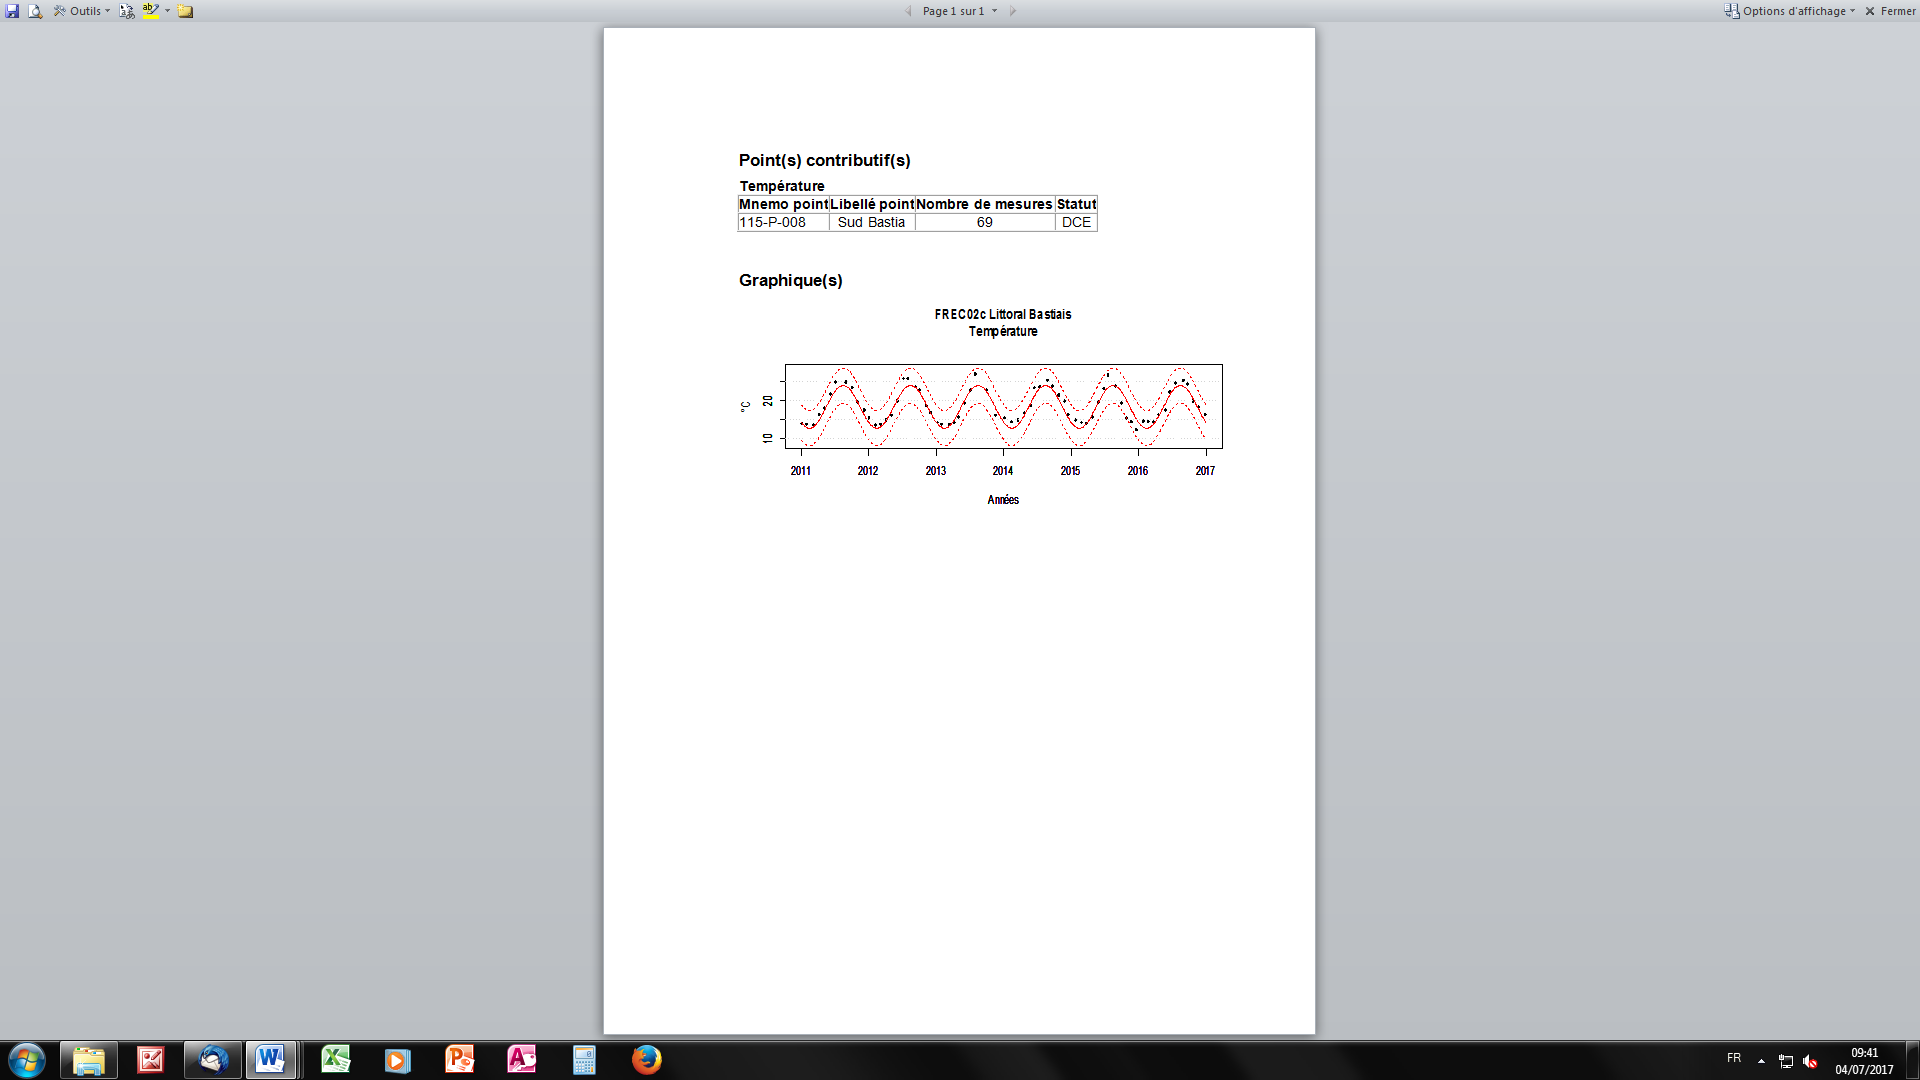 Outils
Page 1 sur 1
Options d'affichage
Fermer
Point(s) contributif(s)
Température
Mnemo point Libellé point Nombre de mesures Statut
115-P-008 Sud Bastia 69 DCE
Graphique(s)
FREC02c Littoral Bastiais
Température
°C
20
10
2011 2012 2013 2014 2015 2016 2017
Années
FR
09:41
04/07/2017